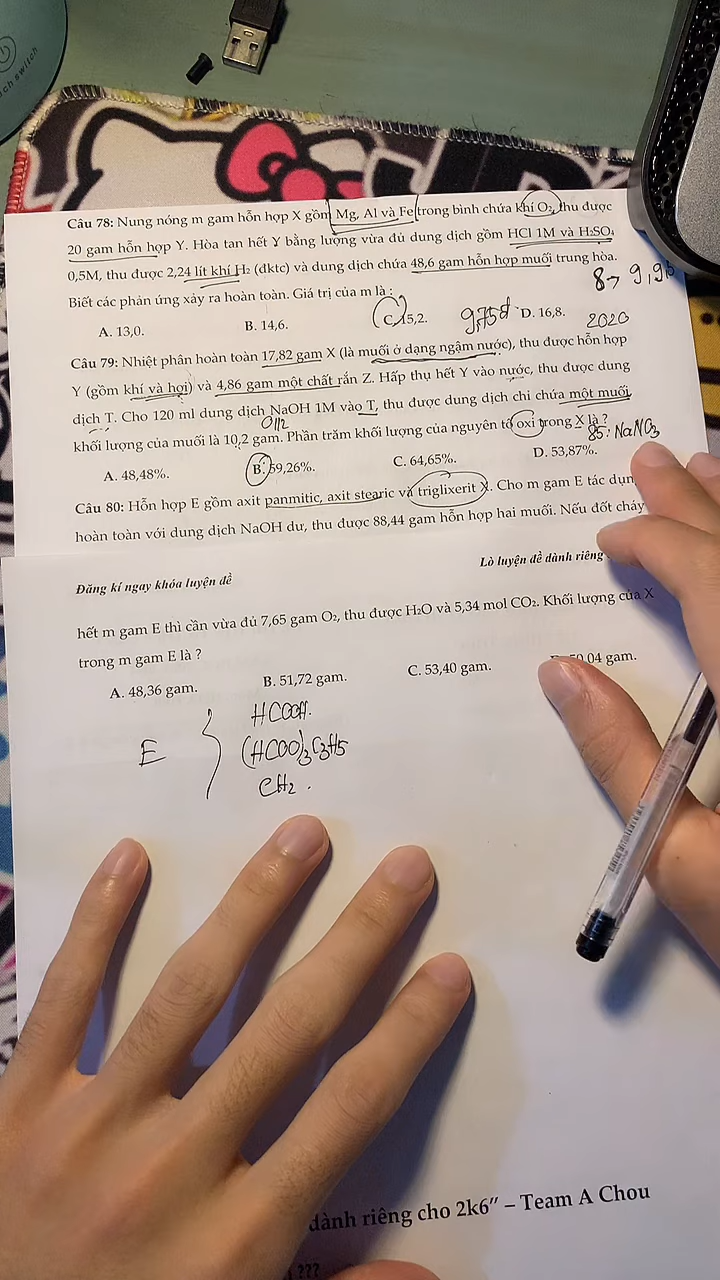 ch switch
Câu 78: Nung nóng m gam hỗn hợp X gồm Mg, Al và Fe trong bình chứa khí O₂, thu được
20 gam hỗn hợp Y. Hòa tan hết Y bằng lượng vừa đủ dung dịch gồm HCl 1M và H₂SO₄
0,5M, thu được 2,24 lít khí H₂ (đktc) và dung dịch chứa 48,6 gam hỗn hợp muối trung hòa.
Biết các phản ứng xảy ra hoàn toàn. Giá trị của m là :
8 → 9,9
A. 13,0. B. 14,6. C. 15,2. 9,75đ D. 16,8. 2020
Câu 79: Nhiệt phân hoàn toàn 17,82 gam X (là muối ở dạng ngậm nước), thu được hỗn hợp
Y (gồm khí và hơi) và 4,86 gam một chất rắn Z. Hấp thụ hết Y vào nước, thu được dung
dịch T. Cho 120 ml dung dịch NaOH 1M vào T, thu được dung dịch chỉ chứa một muối,
0,12
khối lượng của muối là 10,2 gam. Phần trăm khối lượng của nguyên tố oxi trong X là ?
85: NaNO3
A. 48,48%. B. 59,26%. C. 64,65%. D. 53,87%.
Câu 80: Hỗn hợp E gồm axit panmitic, axit stearic và triglixerit X. Cho m gam E tác dụn
hoàn toàn với dung dịch NaOH dư, thu được 88,44 gam hỗn hợp hai muối. Nếu đốt cháy
Đăng kí ngay khóa luyện đề Lò luyện đề dành riêng
hết m gam E thì cần vừa đủ 7,65 gam O₂, thu được H₂O và 5,34 mol CO₂. Khối lượng của X
trong m gam E là ?
A. 48,36 gam. B. 51,72 gam. C. 53,40 gam. 04 gam.
HCOOH.
E { (HCOO)3C3H5
CH2 .
dành riêng cho 2k6” – Team A Chou
???